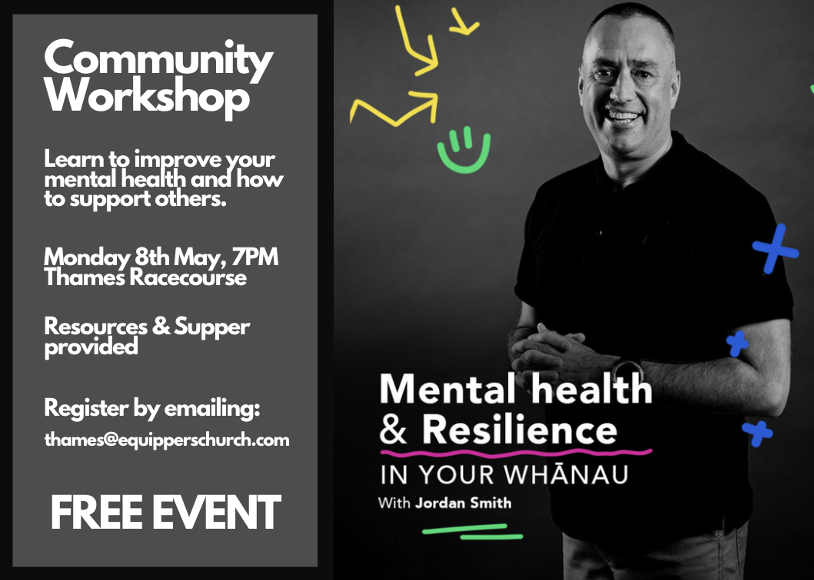 Community
Workshop
Learn to improve your
mental health and how
to support others.
Monday 8th May, 7PM
Thames Racecourse
Resources & Supper
provided
Register by emailing:
thames@equipperschurch.com
FREE EVENT
Mental health
& Resilience
IN YOUR WHĀNAU
With Jordan Smith